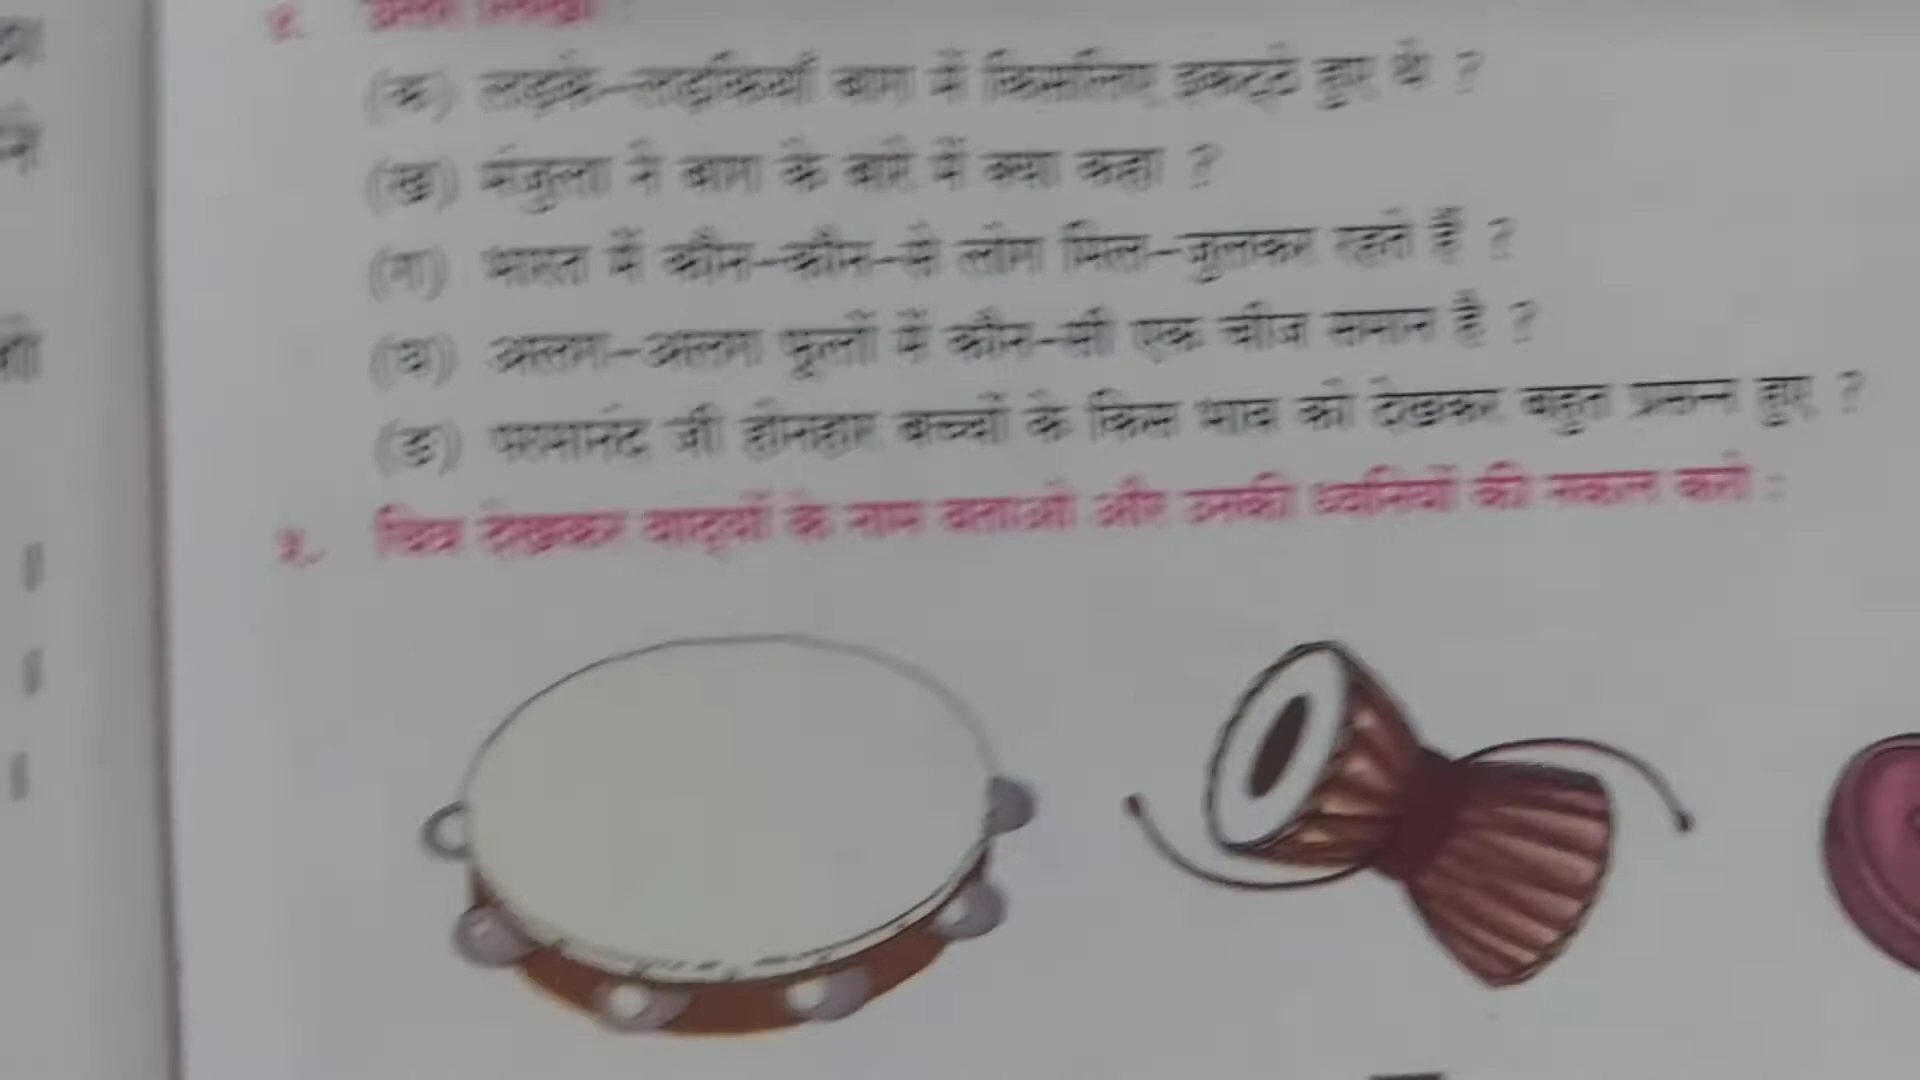 (क) लड़के-लड़कियाँ बाग में किसलिए इकट्ठे हुए थे ?
(ख) मंजुला ने बाग के बारे में क्या कहा ?
(ग) भारत में कौन-कौन-से लोग मिल-जुलकर रहते हैं ?
(घ) अलग-अलग फूलों में कौन-सी एक चीज समान है ?
(ङ) परमानंद जी होनहार बच्चों के किस भाव को देखकर बहुत प्रसन्न हुए ?
५. चित्र देखकर वाद्यों के नाम बताओ और उनकी ध्वनियों की नकल करो :